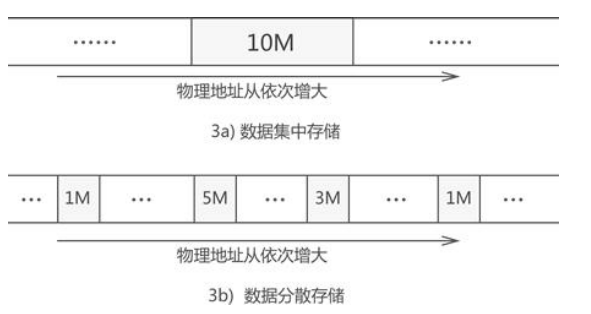 …… 10M ……
物理地址从依次增大
3a) 数据集中存储
… 1M … 5M … 3M … 1M …
物理地址从依次增大
3b) 数据分散存储